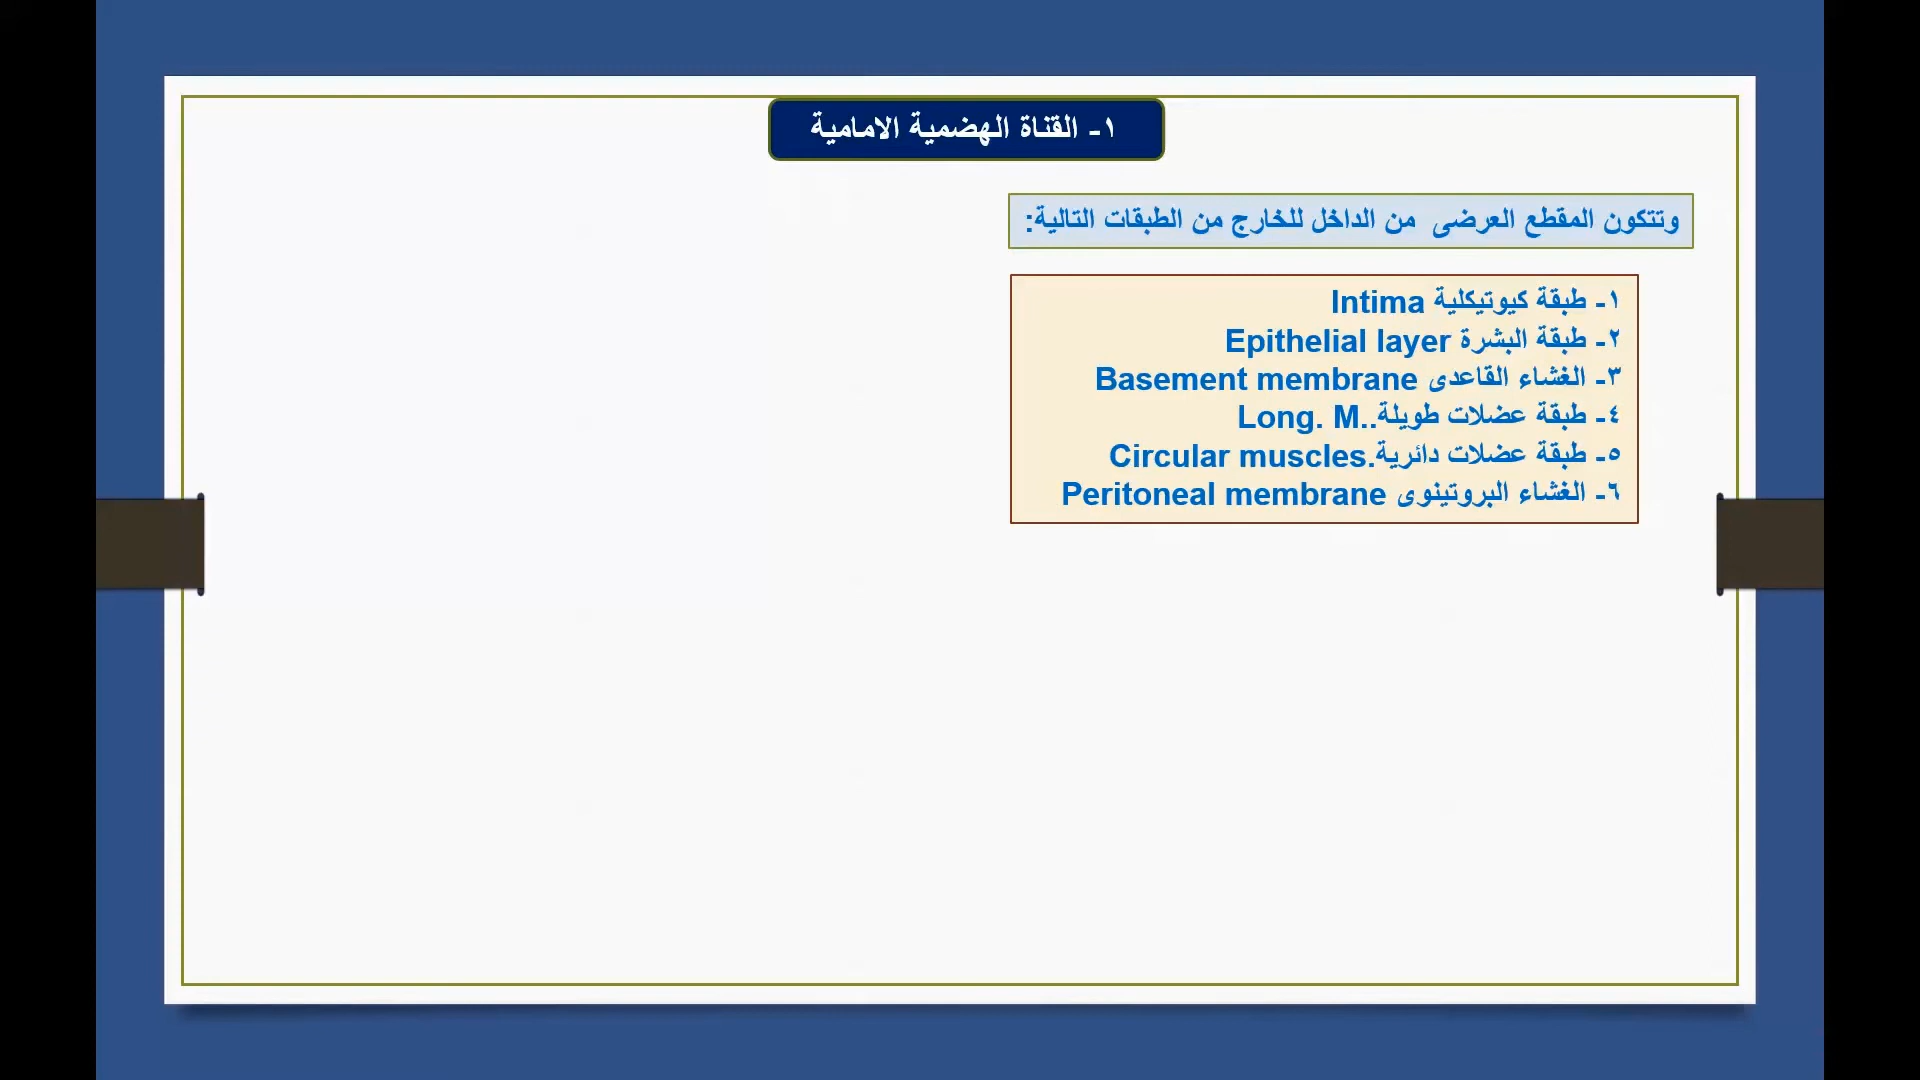 ١- القناة الهضمية الامامية
وتتكون المقطع العرضى من الداخل للخارج من الطبقات التالية:
١- طبقة كيوتيكلية Intima
٢- طبقة البشرة Epithelial layer
٣- الغشاء القاعدى Basement membrane
٤- طبقة عضلات طويلة..Long. M
٥- طبقة عضلات دائرية.Circular muscles
٦- الغشاء البروتينوى Peritoneal membrane